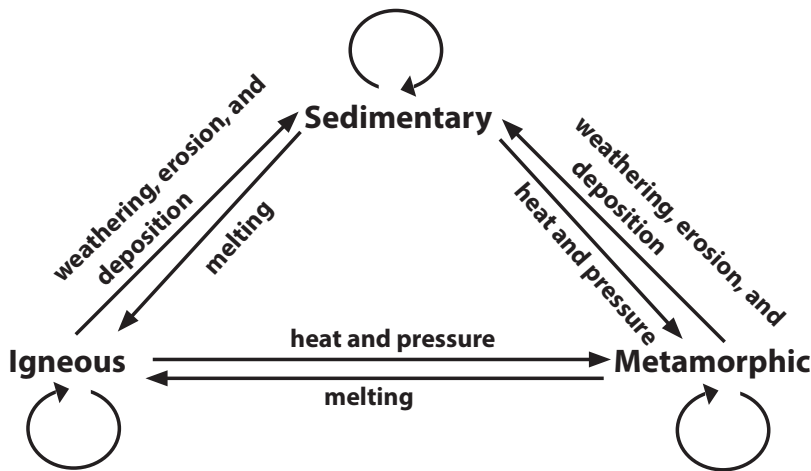 Sedimentary
weathering, erosion, and
deposition
melting
heat and pressure
weathering, erosion, and
deposition
Igneous
heat and pressure
melting
Metamorphic